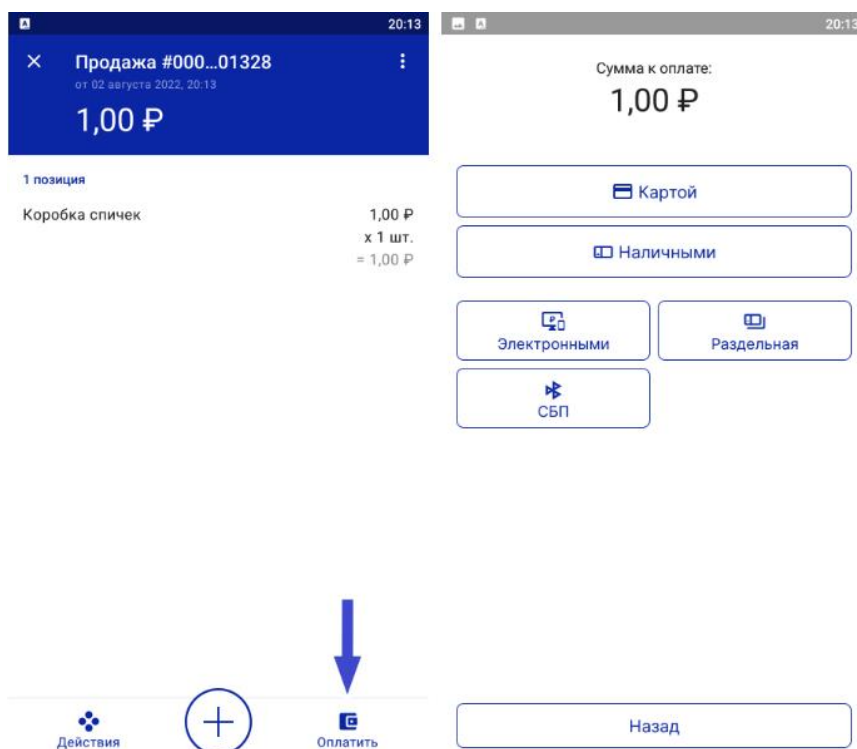 20:13
Продажа #000...01328
от 02 августа 2022, 20:13
1,00 ₽
1 позиция
Коробка спичек 1,00 ₽
х 1 шт.
= 1,00 ₽
Действия
Оплатить
20:13
Сумма к оплате:
1,00 ₽
Картой
Наличными
Электронными
Раздельная
СБП
Назад